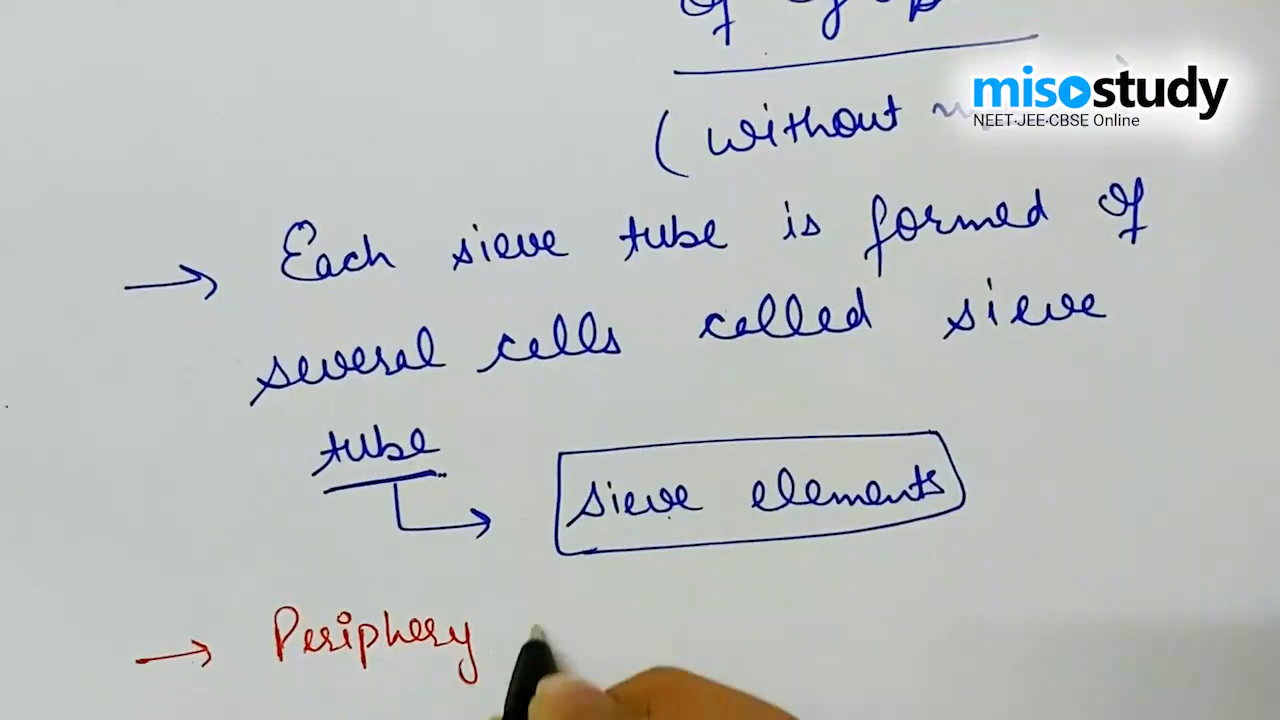 of
misostudy
NEET·JEE·CBSE Online
(without
→ Each sieve tube is formed of
several cells called sieve
tube
sieve elements
→ Periphery